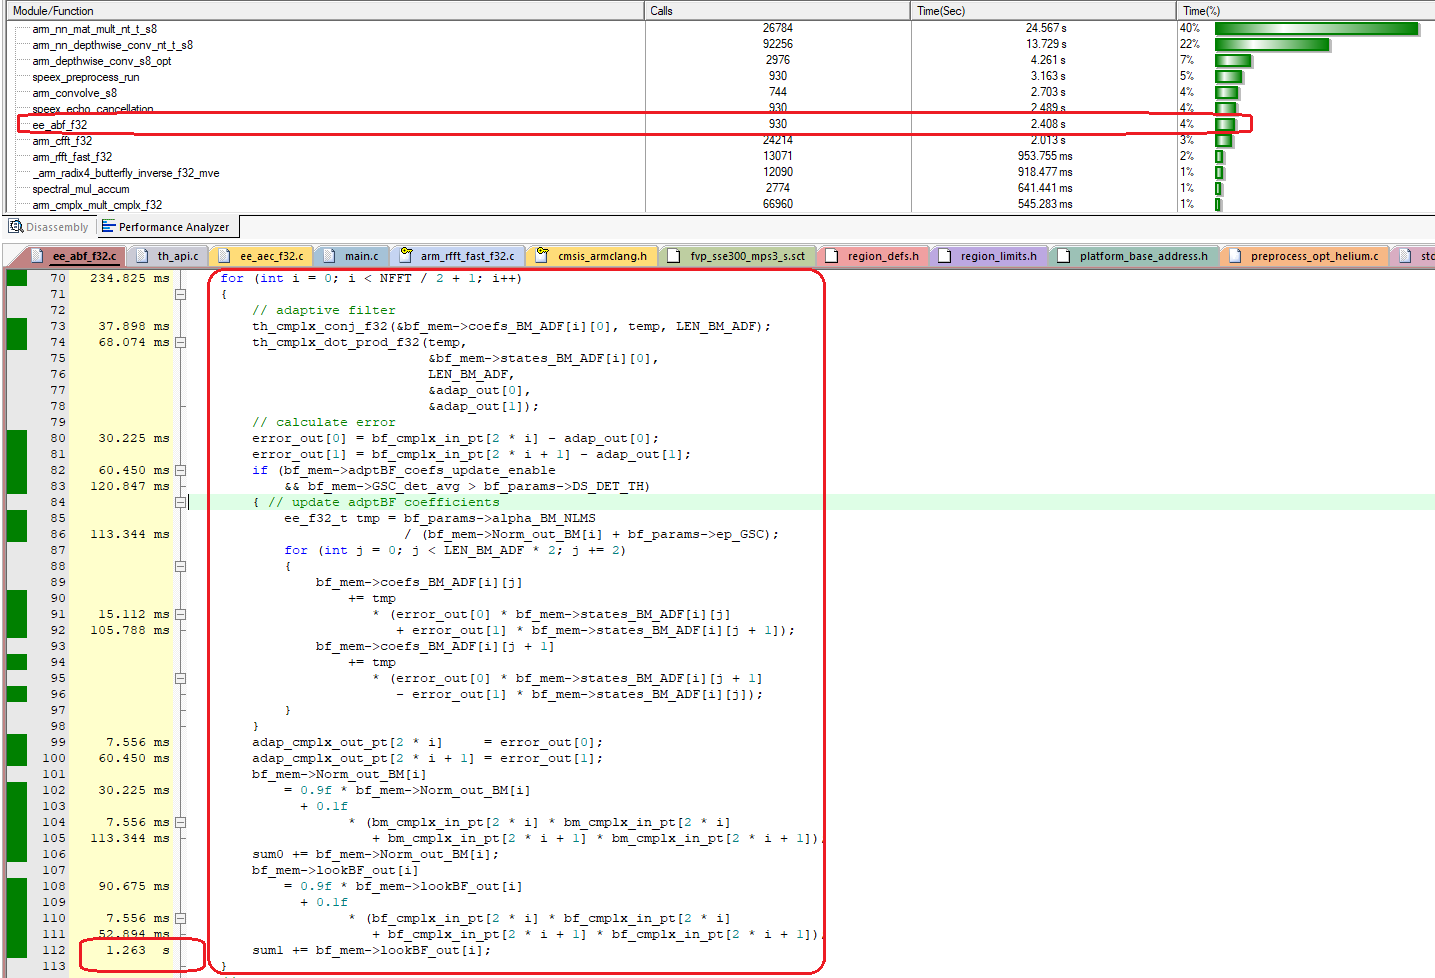 Module/Function Calls Time(Sec) Time(%)
arm_nn_mat_mult_nt_t_s8 26784 24.567 s 40%
arm_nn_depthwise_conv_nt_t_s8 92256 13.729 s 22%
arm_depthwise_conv_s8_opt 2976 4.261 s 7%
speex_preprocess_run 930 3.163 s 5%
arm_convolve_s8 744 2.703 s 4%
speex_echo_cancellation 930 2.489 s 4%
ee_abf_f32 930 2.408 s 4%
arm_cfft_f32 24214 2.013 s 3%
arm_rfft_fast_f32 13071 953.755 ms 2%
_arm_radix4_butterfly_inverse_f32_mve 12090 918.477 ms 1%
spectral_mul_accum 2774 641.441 ms 1%
arm_cmplx_mult_cmplx_f32 66960 545.283 ms 1%
Disassembly Performance Analyzer
ee_abf_f32.c th_api.c ee_aec_f32.c main.c arm_rfft_fast_f32.c cmsis_armclang.h fvp_sse300_mps3_s.sct region_defs.h region_limits.h platform_base_address.h preprocess_opt_helium.c
70 234.825 ms for (int i = 0; i < NFFT / 2 + 1; i++)
71 {
72 // adaptive filter
73 37.898 ms th_cmplx_conj_f32(&bf_mem->coefs_BM_ADF[i][0], temp, LEN_BM_ADF);
74 68.074 ms th_cmplx_dot_prod_f32(temp,
75 &bf_mem->states_BM_ADF[i][0],
76 LEN_BM_ADF,
77 &adap_out[0],
78 &adap_out[1]);
79 // calculate error
80 30.225 ms error_out[0] = bf_cmplx_in_pt[2 * i] - adap_out[0];
81 error_out[1] = bf_cmplx_in_pt[2 * i + 1] - adap_out[1];
82 60.450 ms if (bf_mem->adptBF_coefs_update_enable
83 120.847 ms && bf_mem->GSC_det_avg > bf_params->DS_DET_TH)
84 { // update adptBF coefficients
85 ee_f32_t tmp = bf_params->alpha_BM_NLMS
86 113.344 ms / (bf_mem->Norm_out_BM[i] + bf_params->ep_GSC);
87 for (int j = 0; j < LEN_BM_ADF * 2; j += 2)
88 {
89 bf_mem->coefs_BM_ADF[i][j]
90 += tmp
91 15.112 ms * (error_out[0] * bf_mem->states_BM_ADF[i][j]
92 105.788 ms + error_out[1] * bf_mem->states_BM_ADF[i][j + 1]);
93 bf_mem->coefs_BM_ADF[i][j + 1]
94 += tmp
95 * (error_out[0] * bf_mem->states_BM_ADF[i][j + 1]
96 - error_out[1] * bf_mem->states_BM_ADF[i][j]);
97 }
98 }
99 7.556 ms adap_cmplx_out_pt[2 * i] = error_out[0];
100 60.450 ms adap_cmplx_out_pt[2 * i + 1] = error_out[1];
101 bf_mem->Norm_out_BM[i]
102 30.225 ms = 0.9f * bf_mem->Norm_out_BM[i]
103 + 0.1f
104 7.556 ms * (bm_cmplx_in_pt[2 * i] * bm_cmplx_in_pt[2 * i]
105 113.344 ms + bm_cmplx_in_pt[2 * i + 1] * bm_cmplx_in_pt[2 * i + 1])
106 sum0 += bf_mem->Norm_out_BM[i];
107 bf_mem->lookBF_out[i]
108 90.675 ms = 0.9f * bf_mem->lookBF_out[i]
109 + 0.1f
110 7.556 ms * (bf_cmplx_in_pt[2 * i] * bf_cmplx_in_pt[2 * i]
111 52.894 ms + bf_cmplx_in_pt[2 * i + 1] * bf_cmplx_in_pt[2 * i + 1])
112 1.263 s sum1 += bf_mem->lookBF_out[i];
113 }